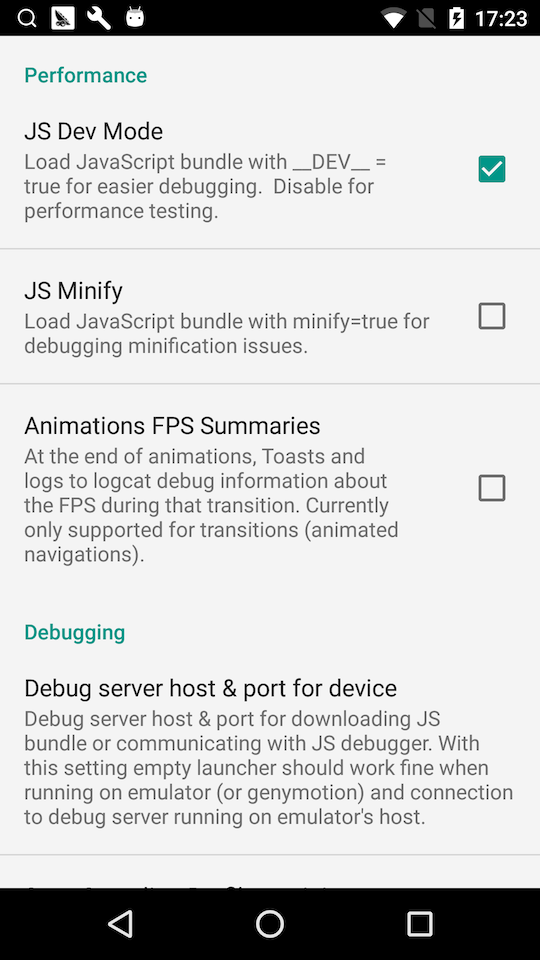 17:23
Performance
JS Dev Mode
Load JavaScript bundle with __DEV__ =
true for easier debugging.  Disable for
performance testing.
JS Minify
Load JavaScript bundle with minify=true for
debugging minification issues.
Animations FPS Summaries
At the end of animations, Toasts and
logs to logcat debug information about
the FPS during that transition. Currently
only supported for transitions (animated
navigations).
Debugging
Debug server host & port for device
Debug server host & port for downloading JS
bundle or communicating with JS debugger. With
this setting empty launcher should work fine when
running on emulator (or genymotion) and connection
to debug server running on emulator's host.